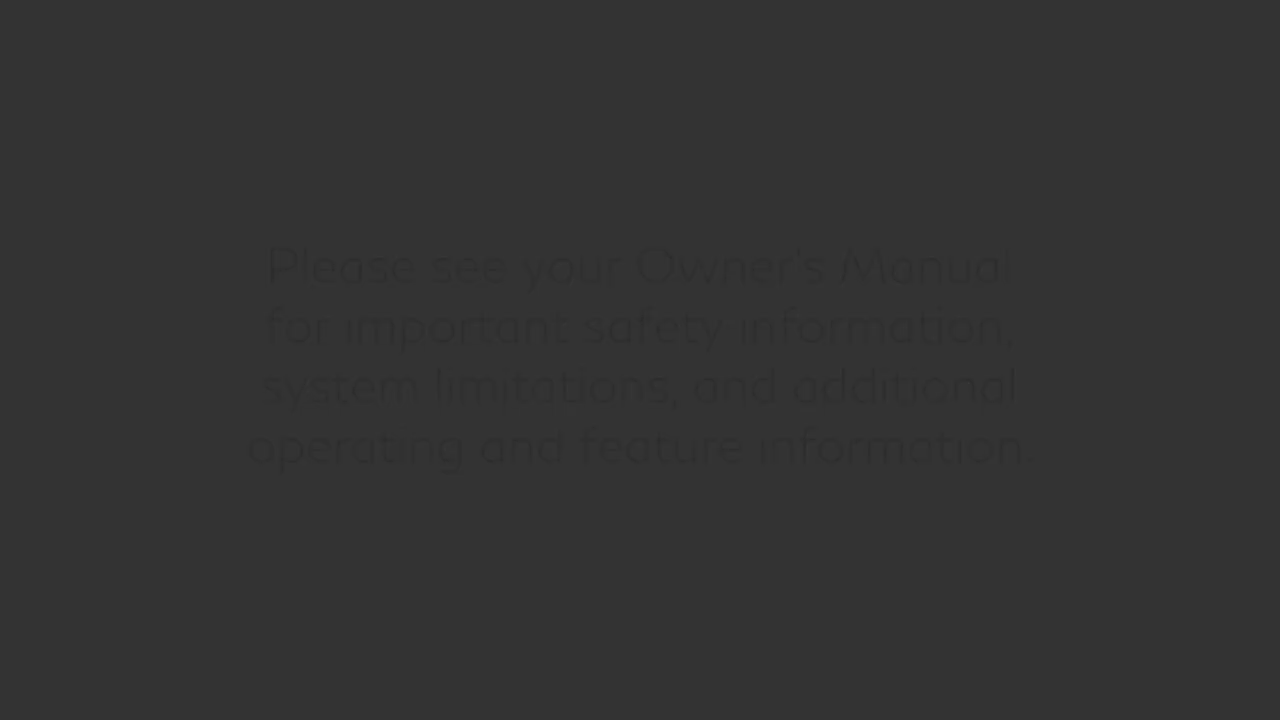 Please see your Owner's Manual
for important safety information,
system limitations, and additional
operating and feature information.